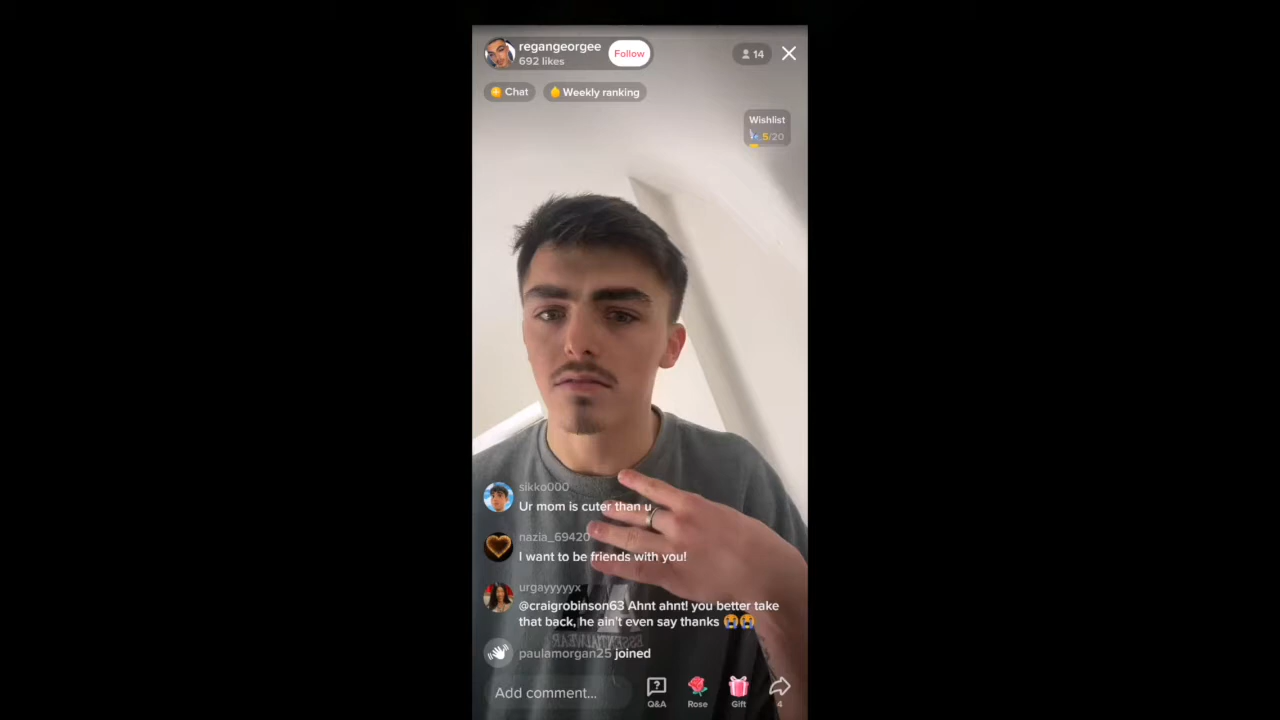 regangeorgee
692 likes
Follow
14
Chat
Weekly ranking
Wishlist
5/20
sikko000
Ur mom is cuter than u
nazia_69420
I want to be friends with you!
urgayyyyyx
@craigrobinson63 Ahnt ahnt! you better take
that back, he ain't even say thanks 😭😭
ESSENTIALWEAR
paulamorgan25 joined
Add comment...
Q&A
Rose
Gift
4